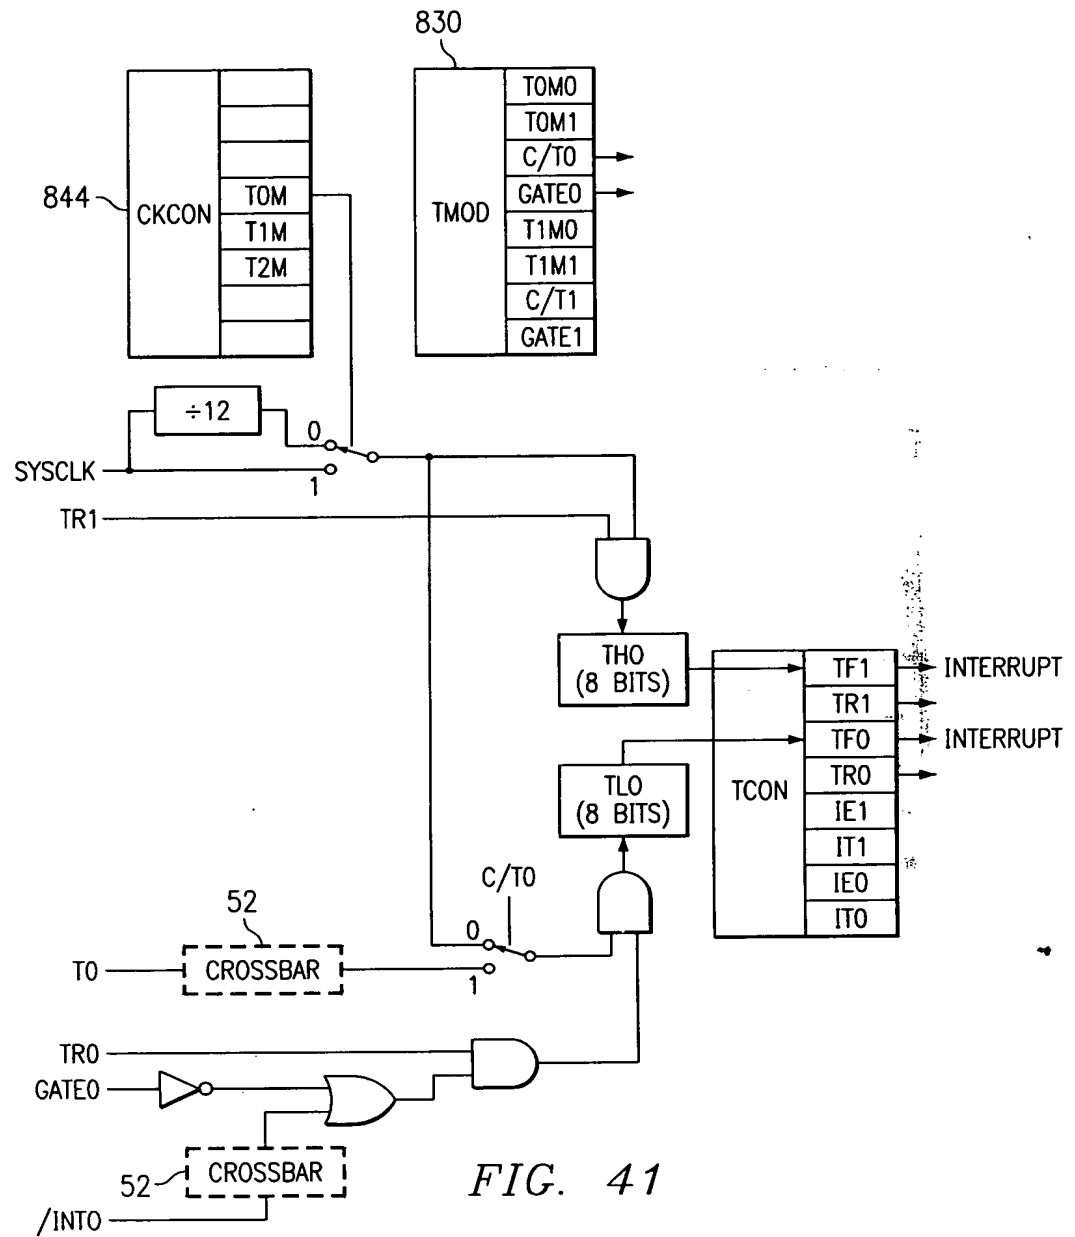 830
844
CKCON
T0M
T1M
T2M
TMOD
T0M0
T0M1
C/T0
GATE0
T1M0
T1M1
C/T1
GATE1
÷12
0
SYSCLK
1
TR1
TH0
(8 BITS)
TL0
(8 BITS)
TCON
TF1
TR1
TF0
TR0
IE1
IT1
IE0
IT0
INTERRUPT
INTERRUPT
C/T0
0
52
T0
CROSSBAR
1
TR0
GATE0
52
CROSSBAR
/INT0
FIG. 41